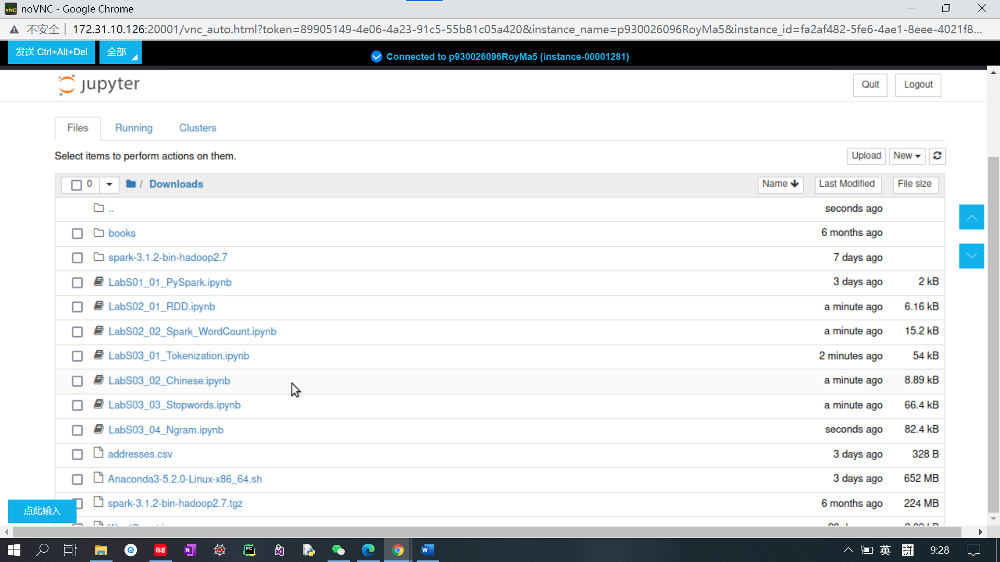 noVNC - Google Chrome
不安全 172.31.10.126:20001/vnc_auto.html?token=89905149-4e06-4a23-91c5-55b81c05a420&instance_name=p930026096RoyMa5&instance_id=fa2af482-5fe6-4ae1-8eee-4021f8...
发送 Ctrl+Alt+Del 全部 Connected to p930026096RoyMa5 (instance-00001281)
jupyter Quit Logout
Files Running Clusters
Select items to perform actions on them. Upload New
0 / Downloads Name Last Modified File size
.. seconds ago
books 6 months ago
spark-3.1.2-bin-hadoop2.7 7 days ago
LabS01_01_PySpark.ipynb 3 days ago 2 kB
LabS02_01_RDD.ipynb a minute ago 6.16 kB
LabS02_02_Spark_WordCount.ipynb a minute ago 15.2 kB
LabS03_01_Tokenization.ipynb 2 minutes ago 54 kB
LabS03_02_Chinese.ipynb a minute ago 8.89 kB
LabS03_03_Stopwords.ipynb a minute ago 66.4 kB
LabS03_04_Ngram.ipynb seconds ago 82.4 kB
addresses.csv 3 days ago 328 B
Anaconda3-5.2.0-Linux-x86_64.sh 3 days ago 652 MB
spark-3.1.2-bin-hadoop2.7.tgz 6 months ago 224 MB
点此输入
有道 英 拼 9:28